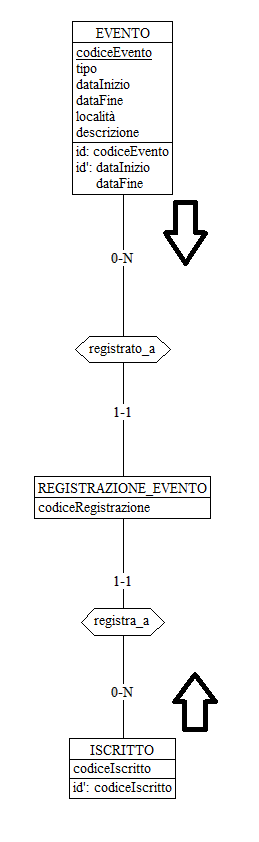 EVENTO
codiceEvento
tipo
dataInizio
dataFine
località
descrizione
id: codiceEvento
id': dataInizio
dataFine
0-N
registrato_a
1-1
REGISTRAZIONE_EVENTO
codiceRegistrazione
1-1
registra_a
0-N
ISCRITTO
codiceIscritto
id': codiceIscritto